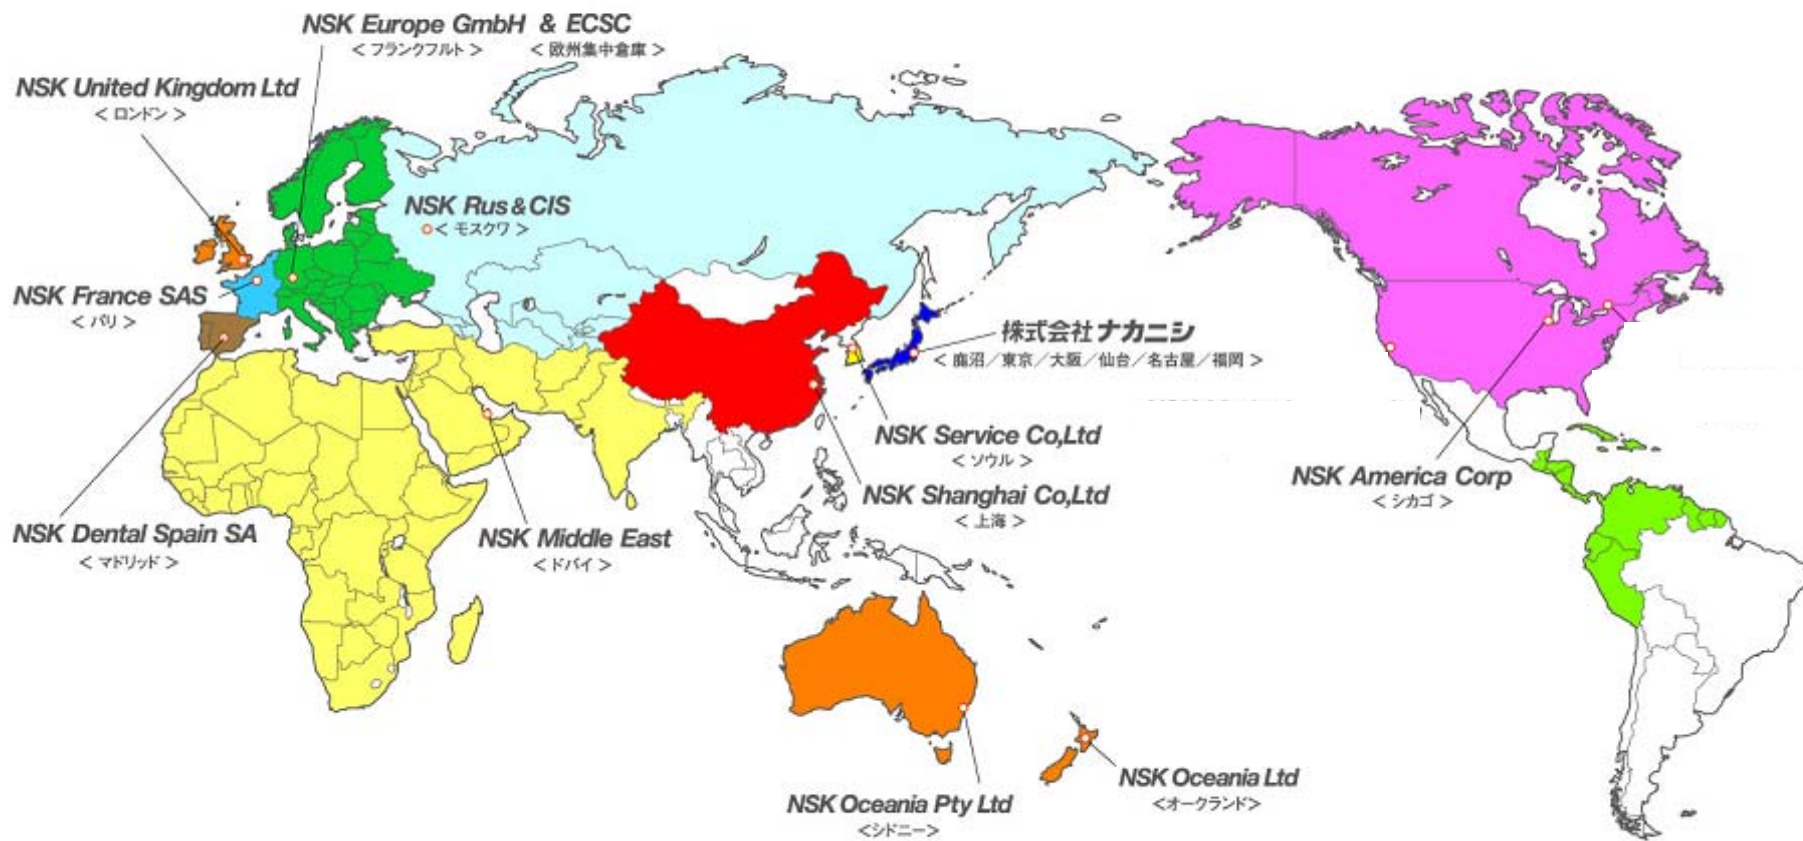 NSK Europe GmbH & ECSC
< フランクフルト > < 欧州集中倉庫 >
NSK United Kingdom Ltd
< ロンドン >
NSK Rus&CIS
< モスクワ >
NSK France SAS
< パリ >
株式会社ナカニシ
< 鹿沼／東京／大阪／仙台／名古屋／福岡 >
NSK Service Co,Ltd
< ソウル >
NSK America Corp
< シカゴ >
NSK Shanghai Co,Ltd
< 上海 >
NSK Dental Spain SA
< マドリッド >
NSK Middle East
< ドバイ >
NSK Oceania Ltd
<オークランド>
NSK Oceania Pty Ltd
<シドニー>